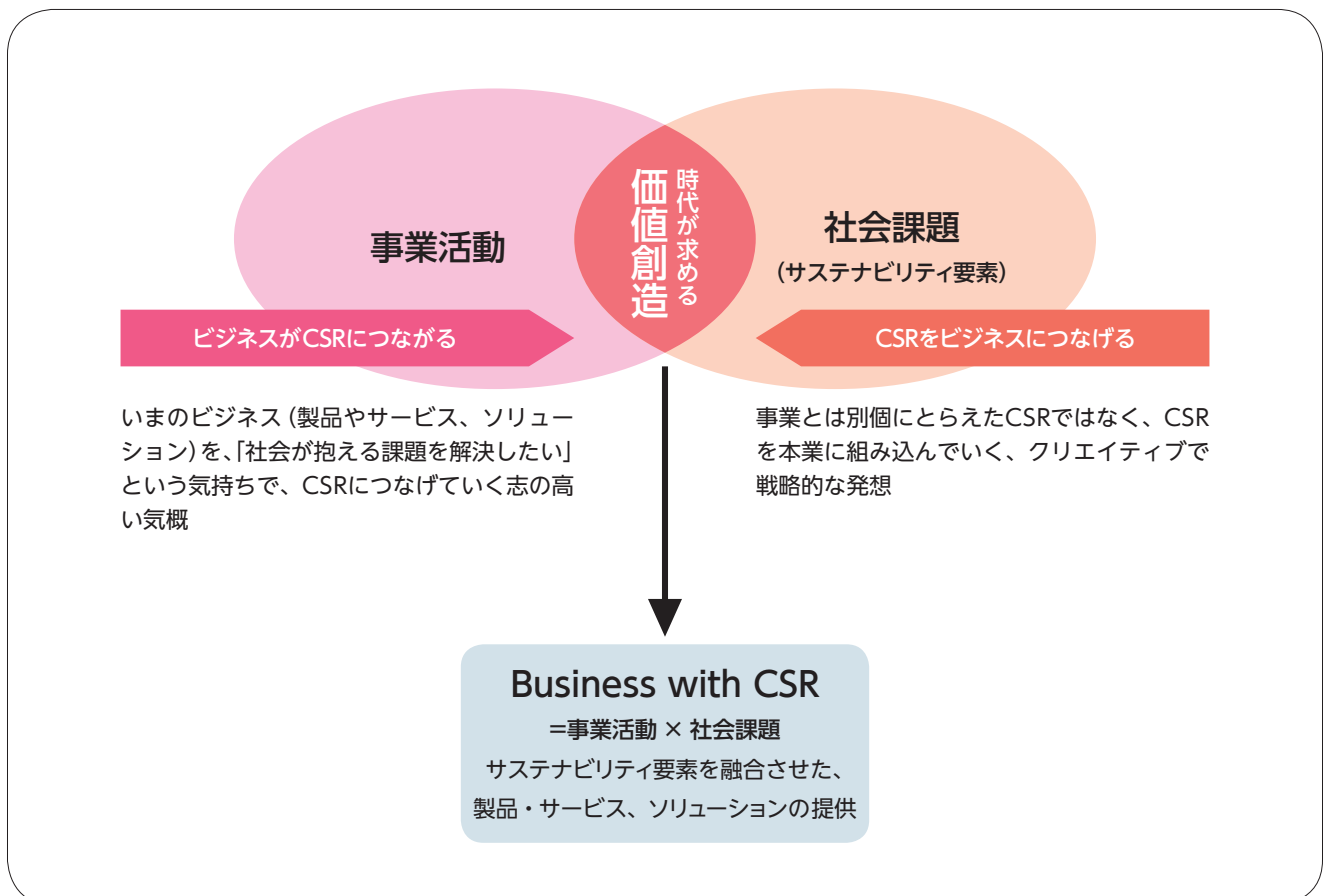 事業活動
時代が求める
価値創造
社会課題
(サステナビリティ要素)
ビジネスがCSRにつながる
CSRをビジネスにつなげる
いまのビジネス(製品やサービス、ソリュー
ション)を、「社会が抱える課題を解決したい」
という気持ちで、CSRにつなげていく志の高
い気概
事業とは別個にとらえたCSRではなく、CSR
を本業に組み込んでいく、クリエイティブで
戦略的な発想
Business with CSR
=事業活動 × 社会課題
サステナビリティ要素を融合させた、
製品・サービス、ソリューションの提供